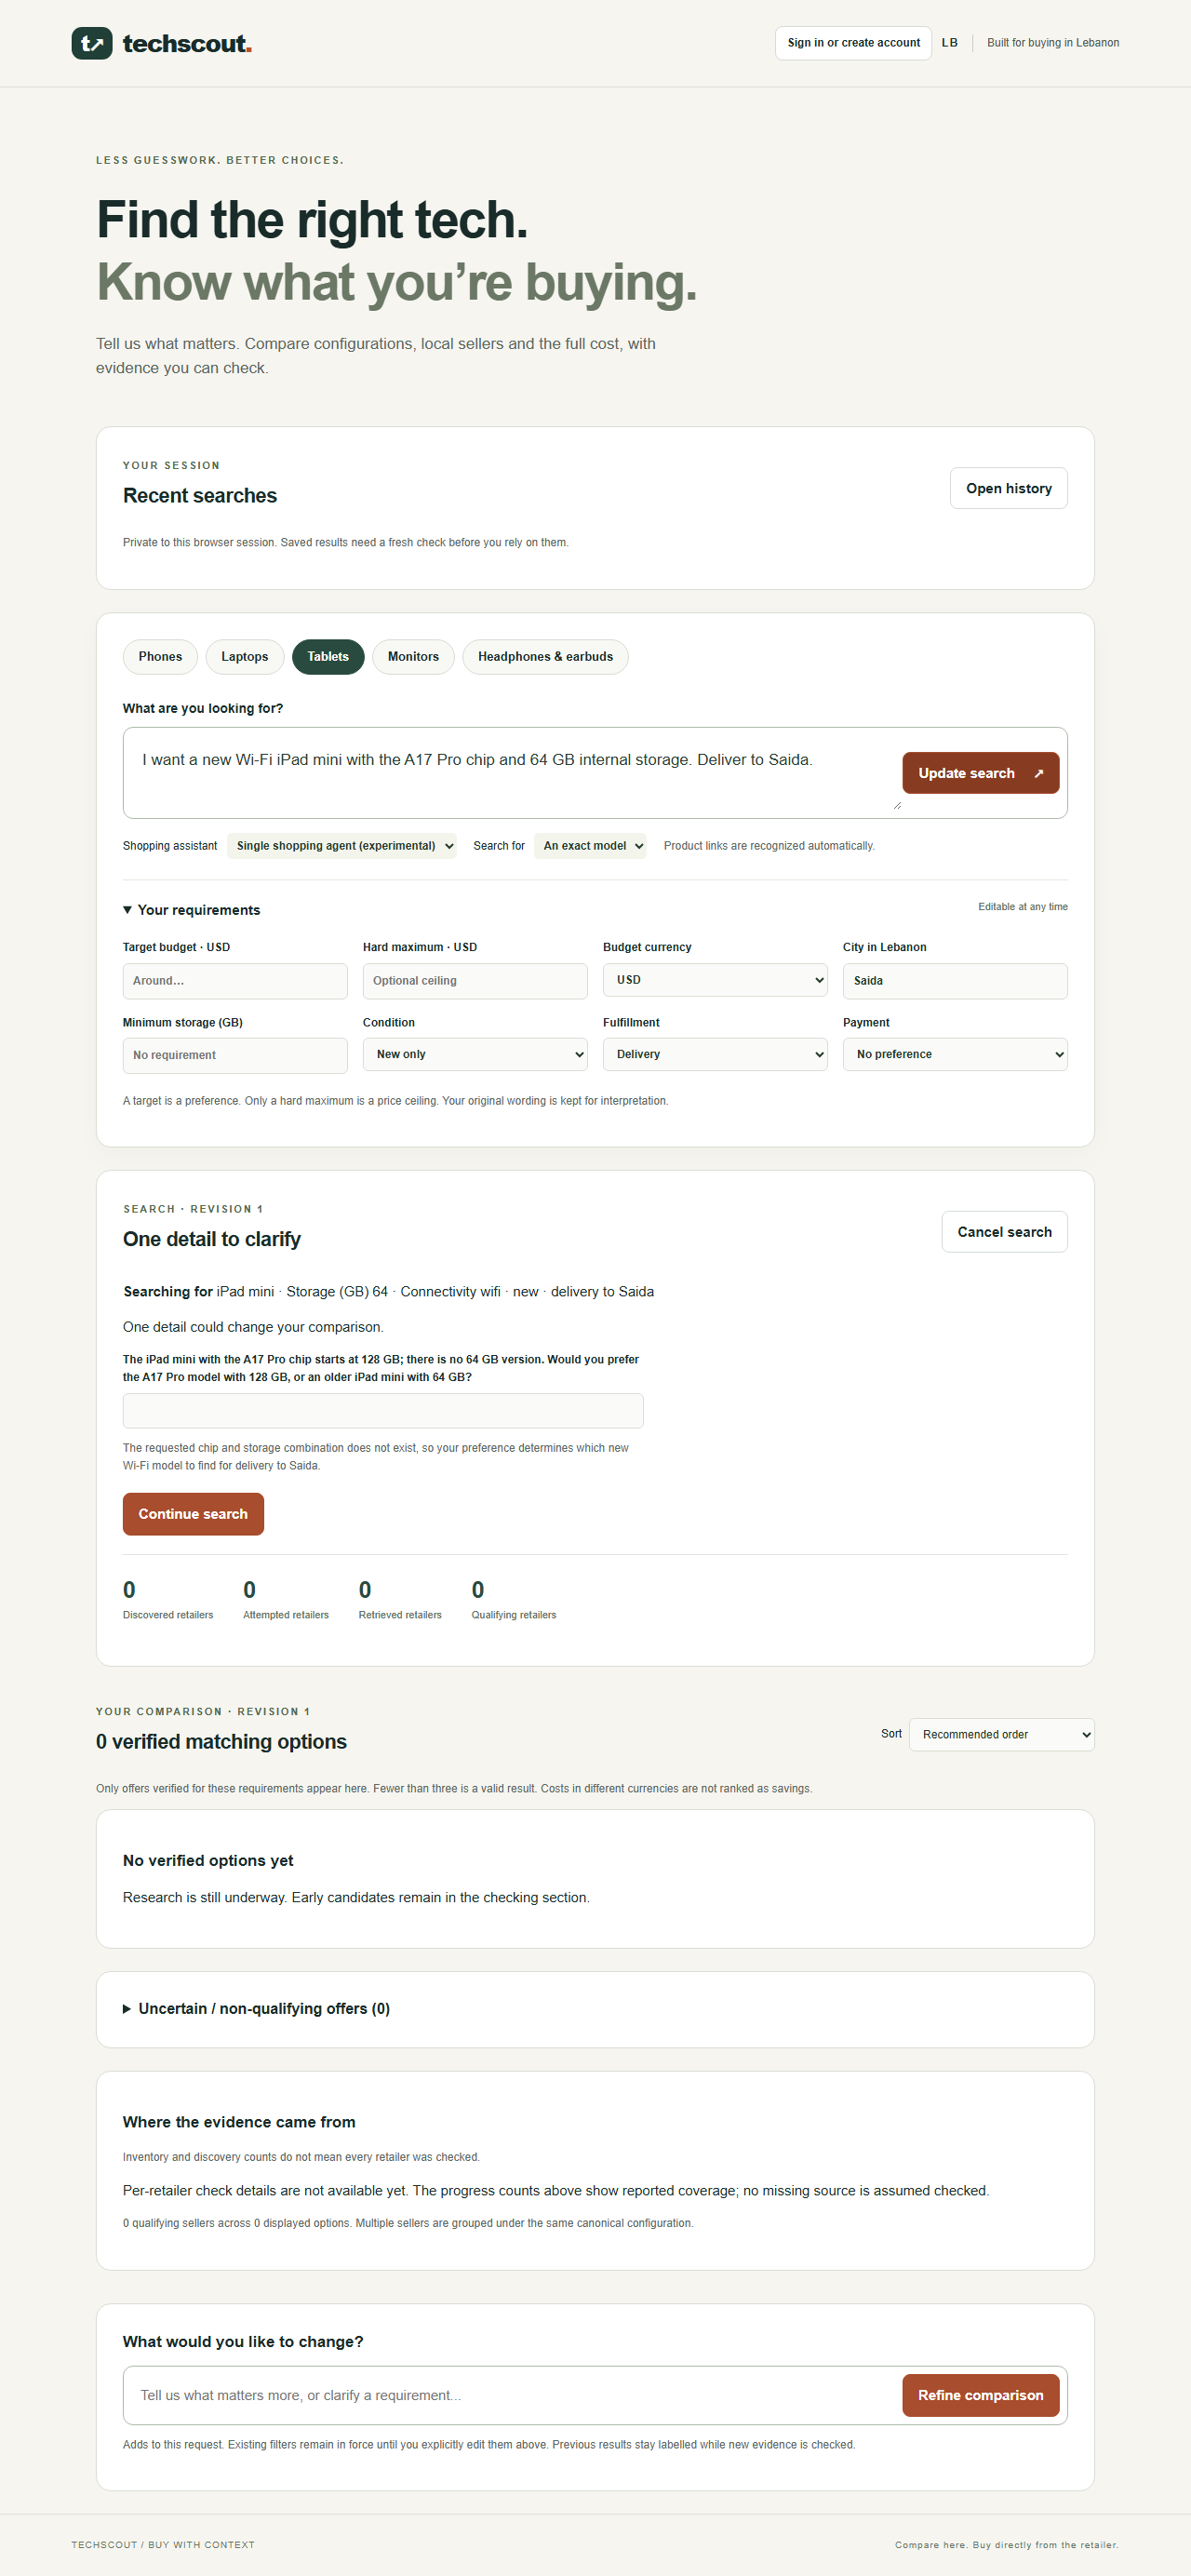 t↗ techscout.
Sign in or create account
LB
Built for buying in Lebanon
LESS GUESSWORK. BETTER CHOICES.
Find the right tech.
Know what you’re buying.
Tell us what matters. Compare configurations, local sellers and the full cost, with
evidence you can check.
YOUR SESSION
Recent searches
Open history
Private to this browser session. Saved results need a fresh check before you rely on them.
Phones
Laptops
Tablets
Monitors
Headphones & earbuds
What are you looking for?
I want a new Wi-Fi iPad mini with the A17 Pro chip and 64 GB internal storage. Deliver to Saida.
Update search ↗
Shopping assistant
Single shopping agent (experimental)
Search for
An exact model
Product links are recognized automatically.
▼ Your requirements
Editable at any time
Target budget · USD
Hard maximum · USD
Budget currency
City in Lebanon
Around...
Optional ceiling
USD
Saida
Minimum storage (GB)
Condition
Fulfillment
Payment
No requirement
New only
Delivery
No preference
A target is a preference. Only a hard maximum is a price ceiling. Your original wording is kept for interpretation.
SEARCH · REVISION 1
One detail to clarify
Cancel search
Searching for iPad mini · Storage (GB) 64 · Connectivity wifi · new · delivery to Saida
One detail could change your comparison.
The iPad mini with the A17 Pro chip starts at 128 GB; there is no 64 GB version. Would you prefer
the A17 Pro model with 128 GB, or an older iPad mini with 64 GB?
The requested chip and storage combination does not exist, so your preference determines which new
Wi-Fi model to find for delivery to Saida.
Continue search
0
0
0
0
Discovered retailers
Attempted retailers
Retrieved retailers
Qualifying retailers
YOUR COMPARISON · REVISION 1
0 verified matching options
Sort
Recommended order
Only offers verified for these requirements appear here. Fewer than three is a valid result. Costs in different currencies are not ranked as savings.
No verified options yet
Research is still underway. Early candidates remain in the checking section.
▶ Uncertain / non-qualifying offers (0)
Where the evidence came from
Inventory and discovery counts do not mean every retailer was checked.
Per-retailer check details are not available yet. The progress counts above show reported coverage; no missing source is assumed checked.
0 qualifying sellers across 0 displayed options. Multiple sellers are grouped under the same canonical configuration.
What would you like to change?
Tell us what matters more, or clarify a requirement...
Refine comparison
Adds to this request. Existing filters remain in force until you explicitly edit them above. Previous results stay labelled while new evidence is checked.
TECHSCOUT / BUY WITH CONTEXT
Compare here. Buy directly from the retailer.